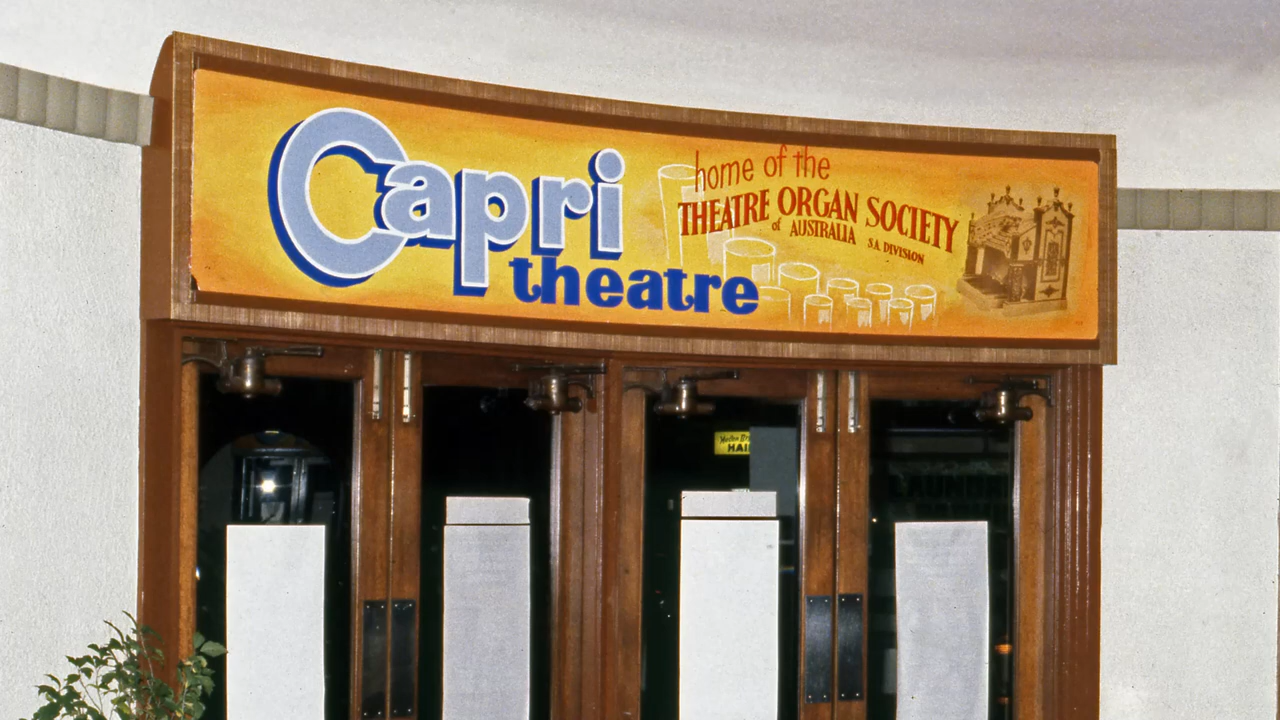 Capri
theatre
home of the
THEATRE ORGAN SOCIETY
of AUSTRALIA S.A. DIVISION